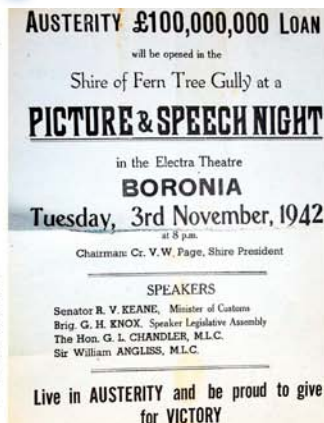 AUSTERITY £100,000,000 LOAN
will be opened in the
Shire of Fern Tree Gully at a
PICTURE & SPEECH NIGHT
in the Electra Theatre
BORONIA
Tuesday, 3rd November, 1942
at 8 p.m.
Chairman: Cr. V. W. Page, Shire President
SPEAKERS
Senator R. V. KEANE, Minister of Customs
Brig. G. H. KNOX, Speaker Legislative Assembly
The Hon. G. L. CHANDLER, M.L.C.
Sir William ANGLISS, M.L.C.
Live in AUSTERITY and be proud to give
for VICTORY